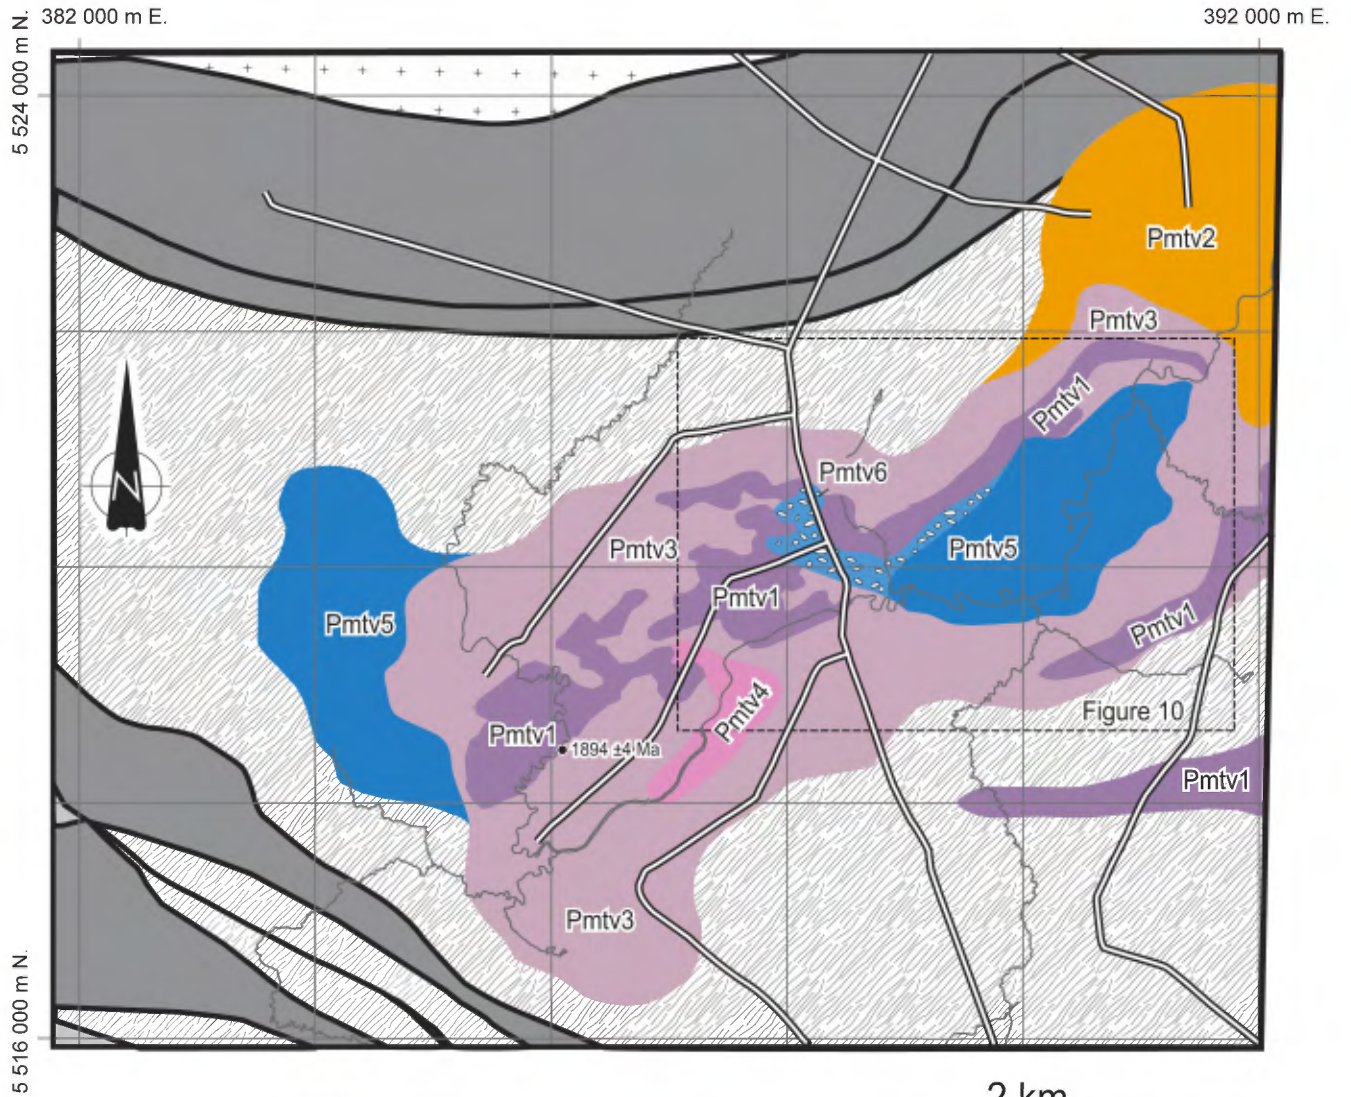 382 000 m E.
392 000 m E.
5 524 000 m N.
Pmtv2
Pmtv3
Pmtv1
Pmtv6
Pmtv3
Pmtv5
Pmtv1
Pmtv5
Pmtv1
Pmtv4
Figure 10
Pmtv1
1894 ±4 Ma
Pmtv1
Pmtv3
N
5 516 000 m N.
2 km